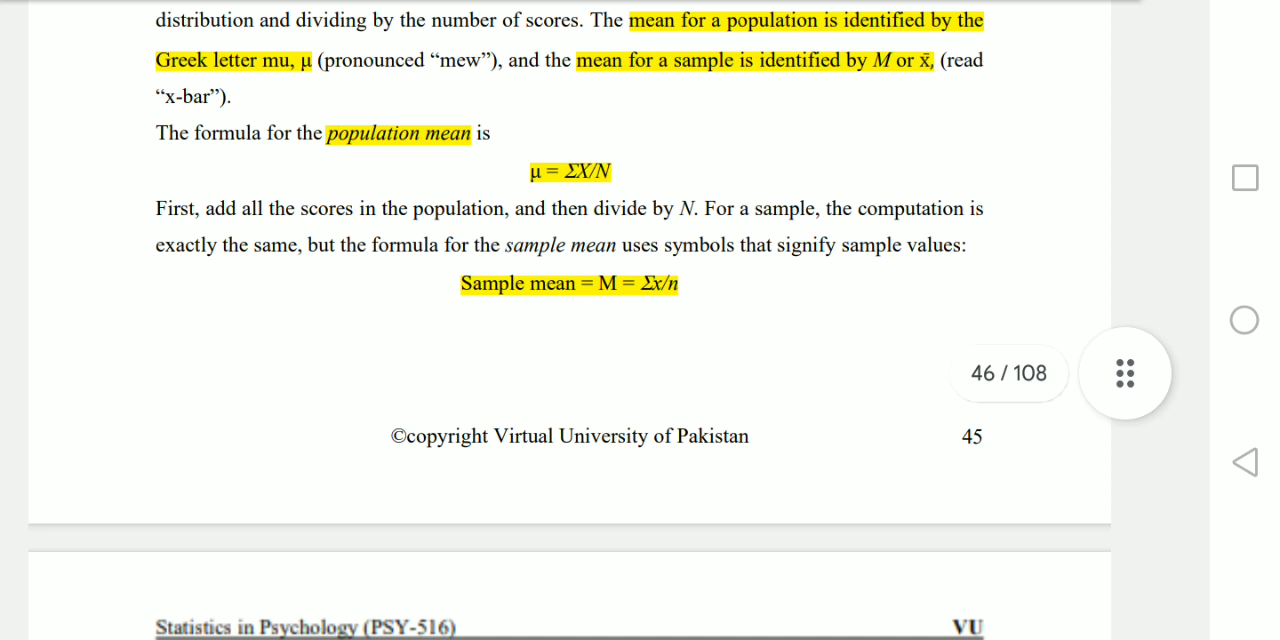 distribution and dividing by the number of scores. The mean for a population is identified by the
Greek letter mu, μ (pronounced “mew”), and the mean for a sample is identified by M or x̄, (read
“x-bar”).
The formula for the population mean is
μ = ΣX/N
First, add all the scores in the population, and then divide by N. For a sample, the computation is
exactly the same, but the formula for the sample mean uses symbols that signify sample values:
Sample mean = M = Σx/n
46 / 108
©copyright Virtual University of Pakistan 45
Statistics in Psychology (PSY-516) VU